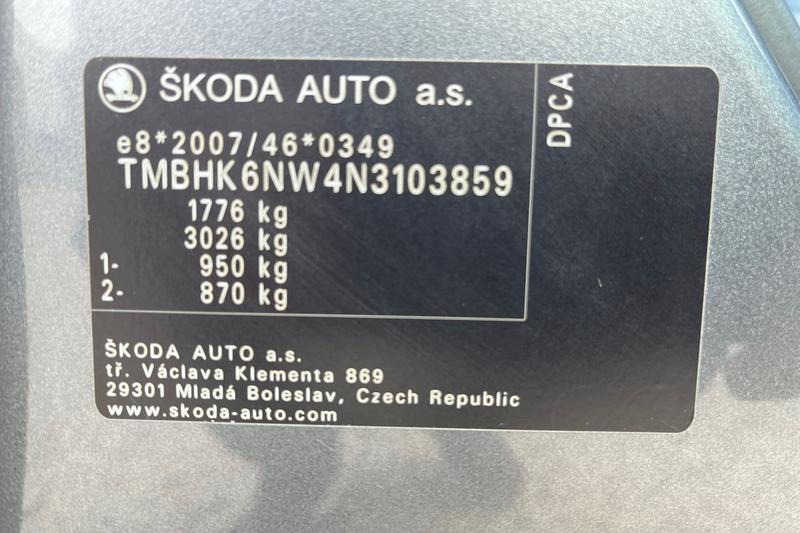 ŠKODA AUTO a.s.
DPCA
e8*2007/46*0349
TMBHK6NW4N3103859
1776 kg
3026 kg
1- 950 kg
2- 870 kg
ŠKODA AUTO a.s.
tř. Václava Klementa 869
29301 Mladá Boleslav, Czech Republic
www.skoda-auto.com